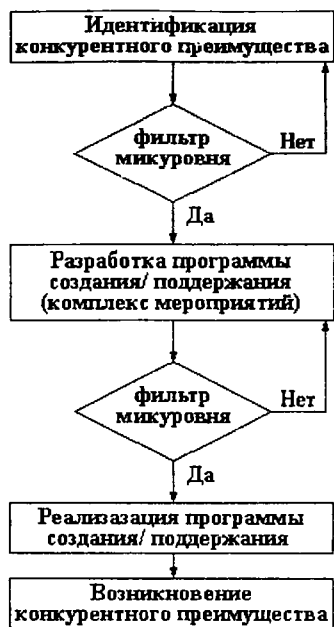 Идентификация
конкурентного преимущества
фильтр
микуровня
Нет
Да
Разработка программы
создания/ поддержания
(комплекс мероприятий)
фильтр
микуровня
Нет
Да
Реализазация программы
создания/ поддержания
Возникновение
конкурентного преимущества